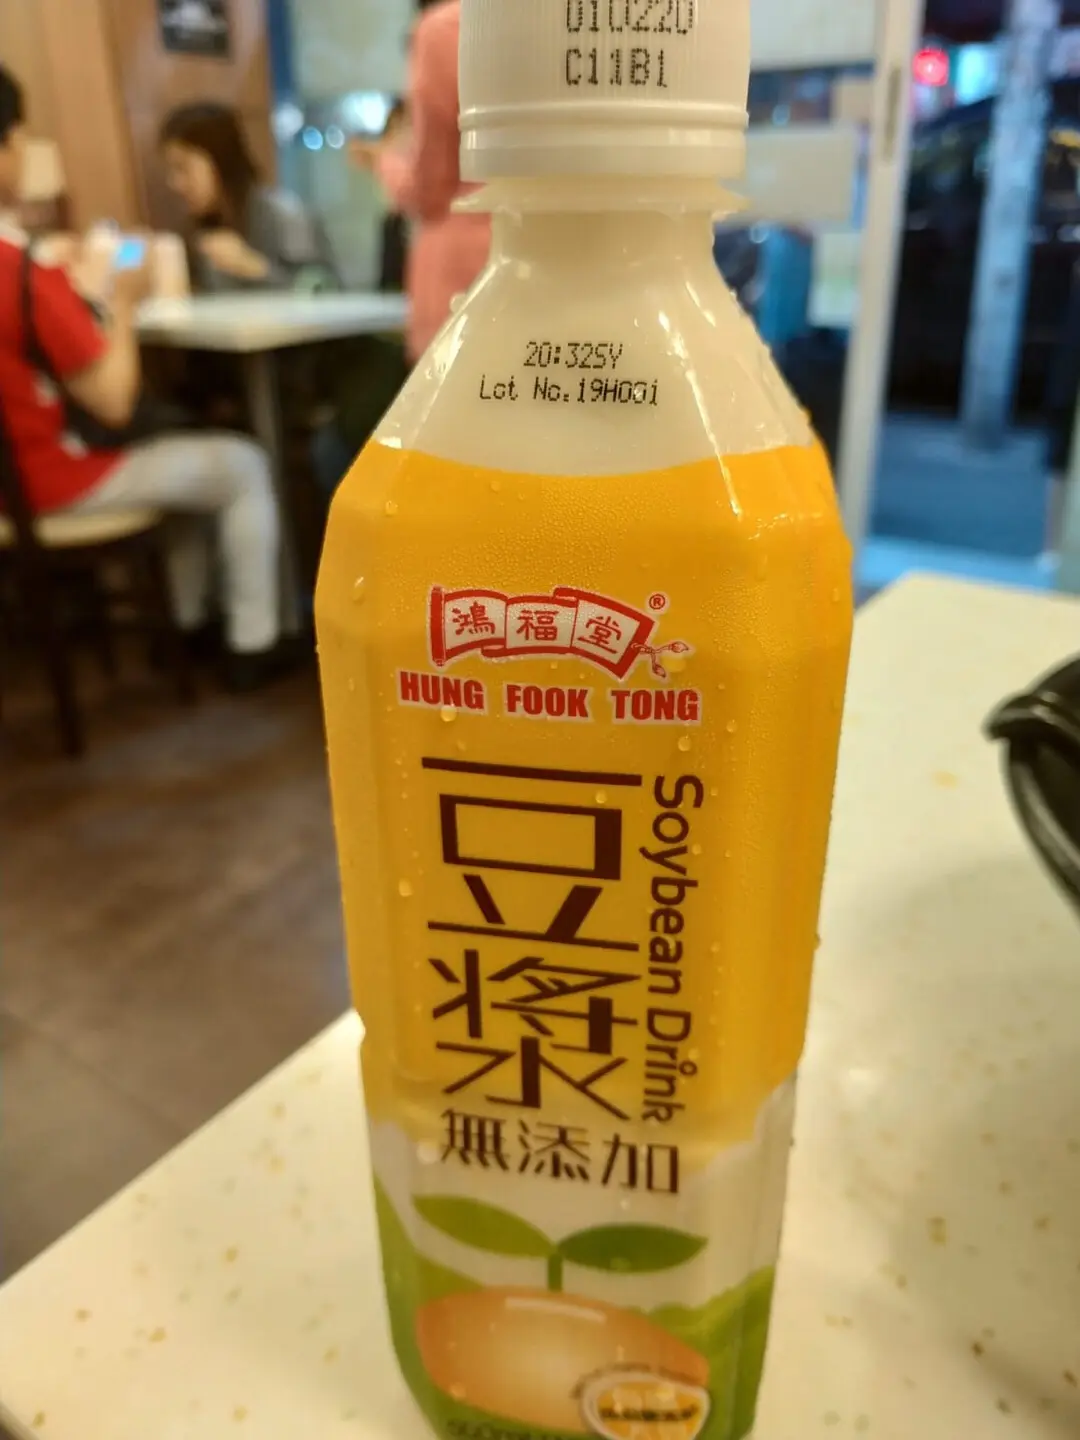 010220
C11B1
20:32SY
Lot No.19H001
鴻福堂®
HUNG FOOK TONG
豆漿
Soybean Drink
無添加